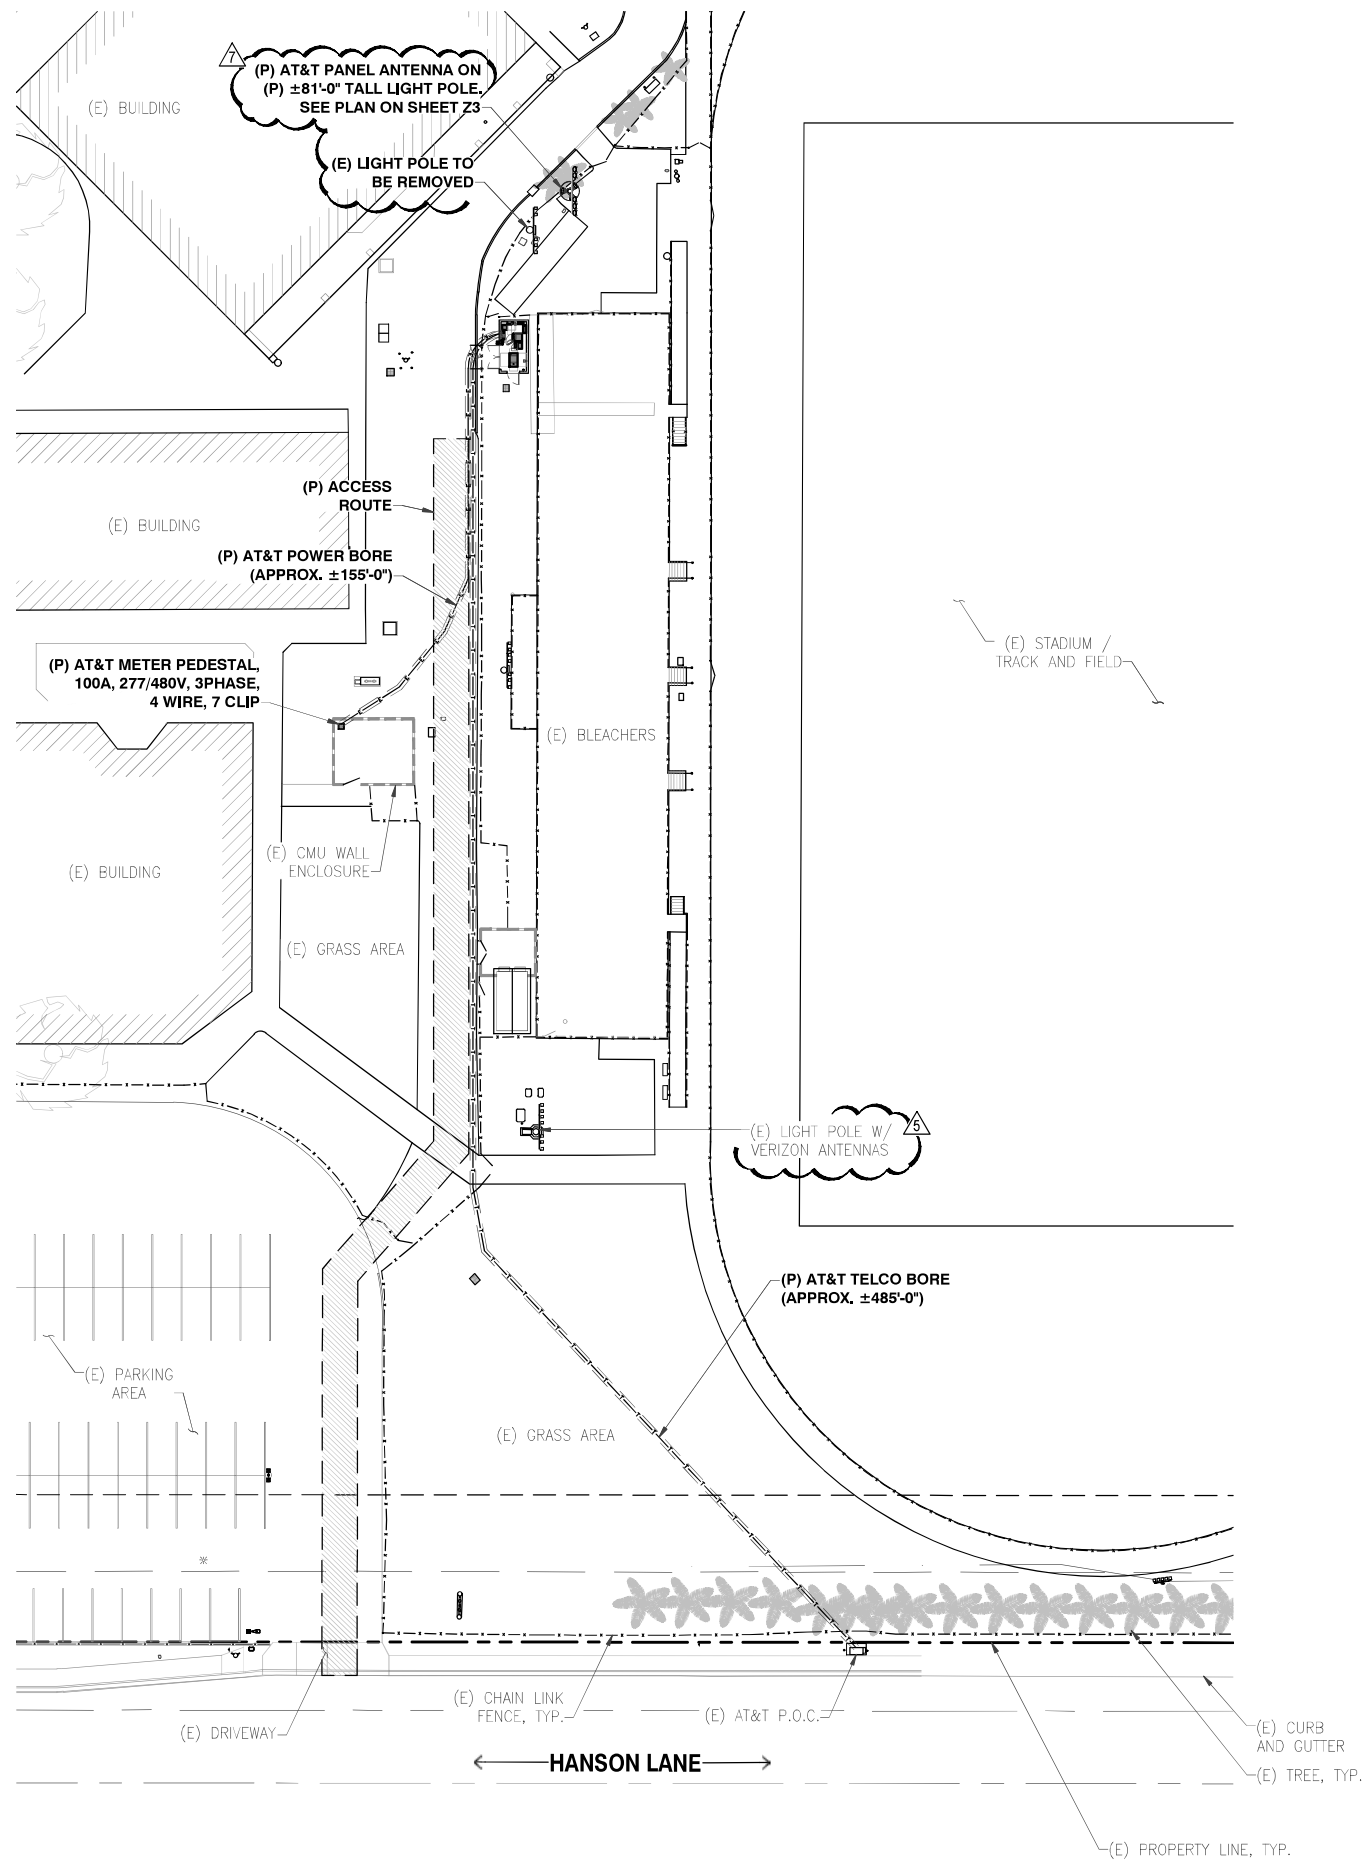 7
(P) AT&T PANEL ANTENNA ON
(P) ±81'-0" TALL LIGHT POLE.
SEE PLAN ON SHEET Z3
(E) BUILDING
(E) LIGHT POLE TO
BE REMOVED
(P) ACCESS
ROUTE
(E) BUILDING
(P) AT&T POWER BORE
(APPROX. ±155'-0")
(E) STADIUM /
TRACK AND FIELD
(P) AT&T METER PEDESTAL,
100A, 277/480V, 3PHASE,
4 WIRE, 7 CLIP
(E) BLEACHERS
(E) CMU WALL
ENCLOSURE
(E) BUILDING
(E) GRASS AREA
5
(E) LIGHT POLE W/
VERIZON ANTENNAS
(P) AT&T TELCO BORE
(APPROX. ±485'-0")
(E) PARKING
AREA
(E) GRASS AREA
(E) CHAIN LINK
FENCE, TYP.
(E) AT&T P.O.C.
(E) DRIVEWAY
(E) CURB
AND GUTTER
HANSON LANE
(E) TREE, TYP.
(E) PROPERTY LINE, TYP.